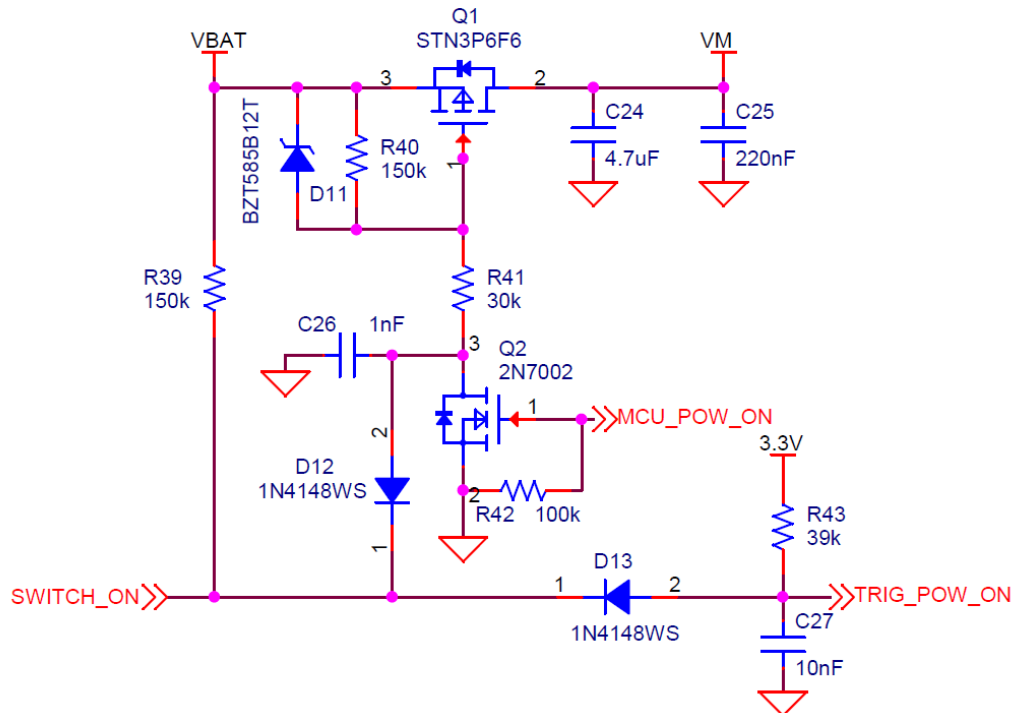 Q1
STN3P6F6
VBAT
VM
3
2
1
BZT585B12T
D11
R40
150k
C24
4.7uF
C25
220nF
R39
150k
R41
30k
C26
1nF
3
Q2
2N7002
1
MCU_POW_ON
2
D12
1N4148WS
1
2
R42
100k
3.3V
R43
39k
D13
1
2
1N4148WS
SWITCH_ON
TRIG_POW_ON
C27
10nF